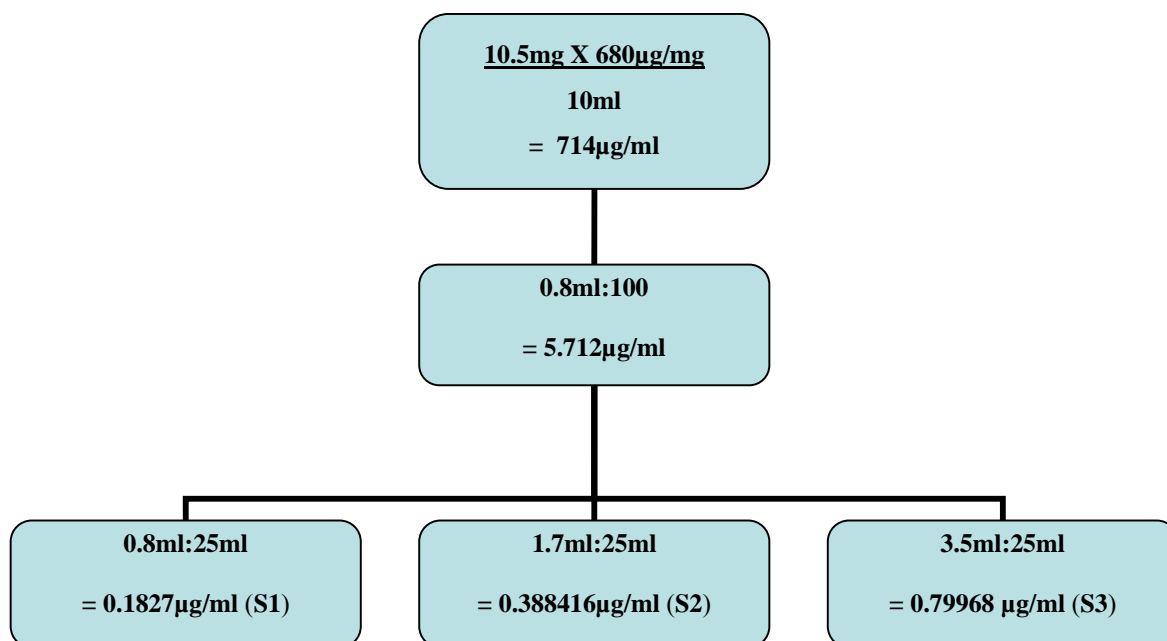 10.5mg X 680µg/mg
10ml
= 714µg/ml
0.8ml:100
= 5.712µg/ml
0.8ml:25ml
= 0.1827µg/ml (S1)
1.7ml:25ml
= 0.388416µg/ml (S2)
3.5ml:25ml
= 0.79968 µg/ml (S3)